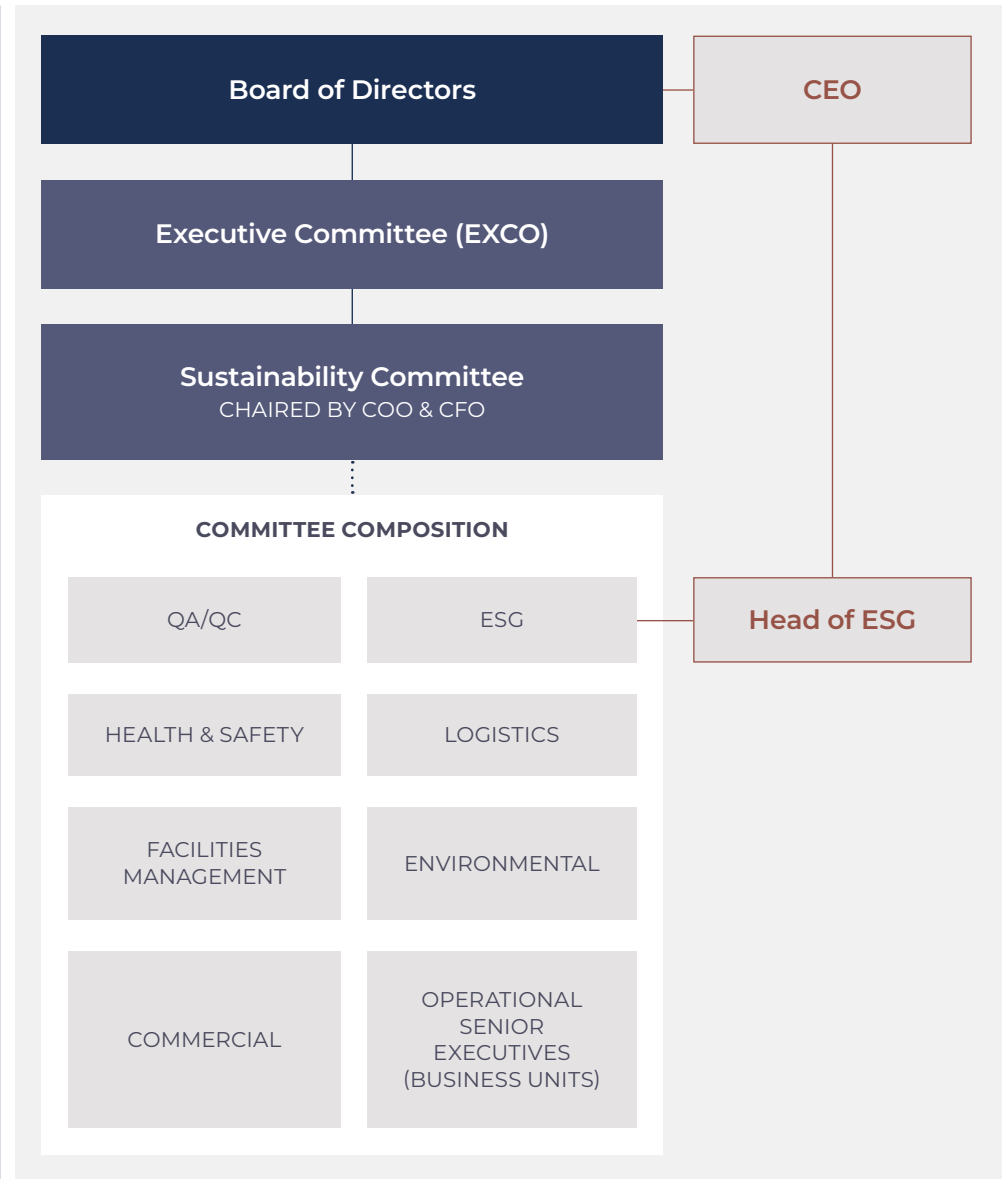 Board of Directors
CEO
Executive Committee (EXCO)
Sustainability Committee
CHAIRED BY COO & CFO
COMMITTEE COMPOSITION
QA/QC
ESG
Head of ESG
HEALTH & SAFETY
LOGISTICS
FACILITIES
MANAGEMENT
ENVIRONMENTAL
COMMERCIAL
OPERATIONAL
SENIOR
EXECUTIVES
(BUSINESS UNITS)